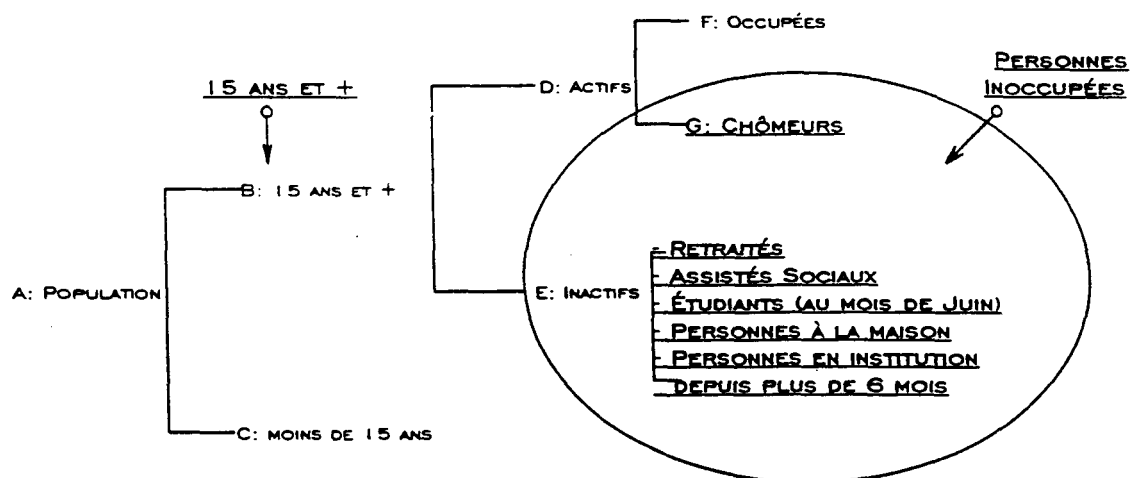 F: OCCUPÉES
PERSONNES
INOCCUPÉES
15 ANS ET +
D: ACTIFS
G: CHÔMEURS
B: 15 ANS ET +
A: POPULATION
E: INACTIFS
- RETRAITÉS
- ASSISTÉS SOCIAUX
- ÉTUDIANTS (AU MOIS DE JUIN)
- PERSONNES À LA MAISON
- PERSONNES EN INSTITUTION
DEPUIS PLUS DE 6 MOIS
C: MOINS DE 15 ANS